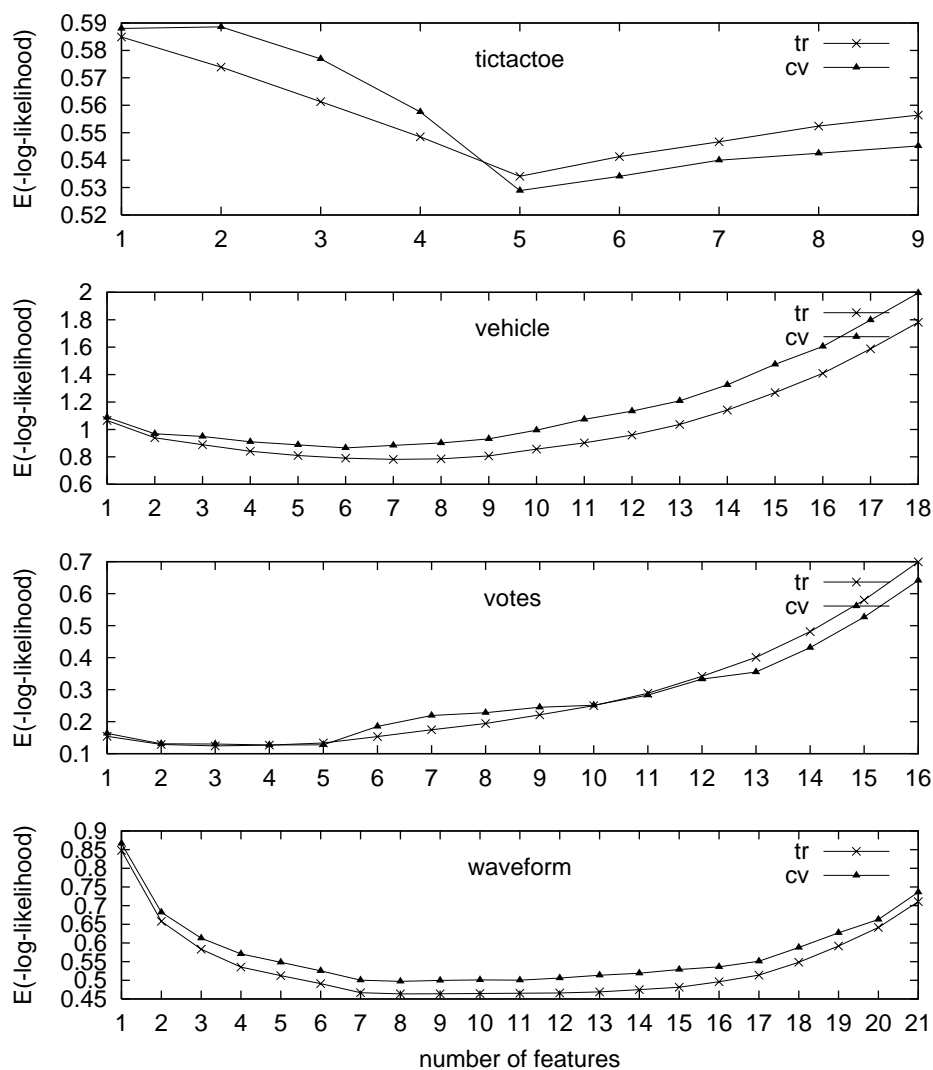 E(-log-likelihood)
0.59
0.58
0.57
0.56
0.55
0.54
0.53
0.52
tictactoe
tr
cv
1 2 3 4 5 6 7 8 9
E(-log-likelihood)
2
1.8
1.6
1.4
1.2
1
0.8
0.6
vehicle
tr
cv
1 2 3 4 5 6 7 8 9 10 11 12 13 14 15 16 17 18
E(-log-likelihood)
0.7
0.6
0.5
0.4
0.3
0.2
0.1
votes
tr
cv
1 2 3 4 5 6 7 8 9 10 11 12 13 14 15 16
E(-log-likelihood)
0.9
0.85
0.8
0.75
0.7
0.65
0.6
0.55
0.5
0.45
waveform
tr
cv
1 2 3 4 5 6 7 8 9 10 11 12 13 14 15 16 17 18 19 20 21
number of features